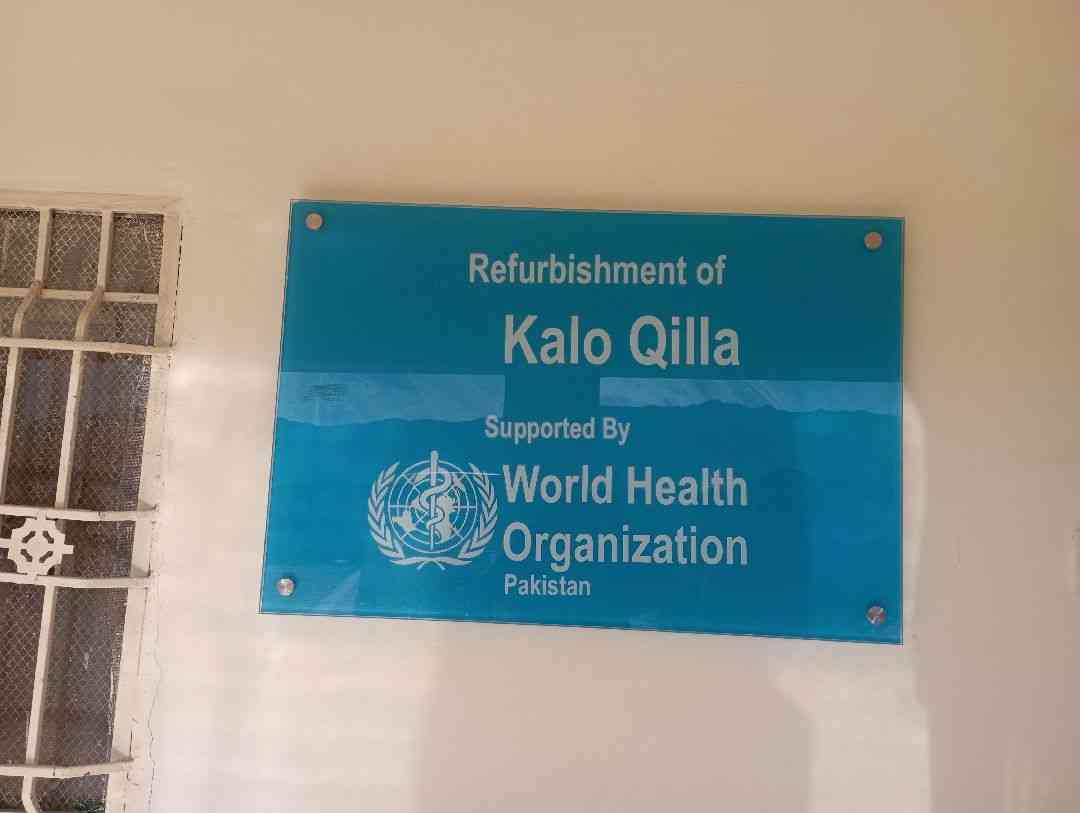 Refurbishment of
Kalo Qilla
Supported By
World Health
Organization
Pakistan